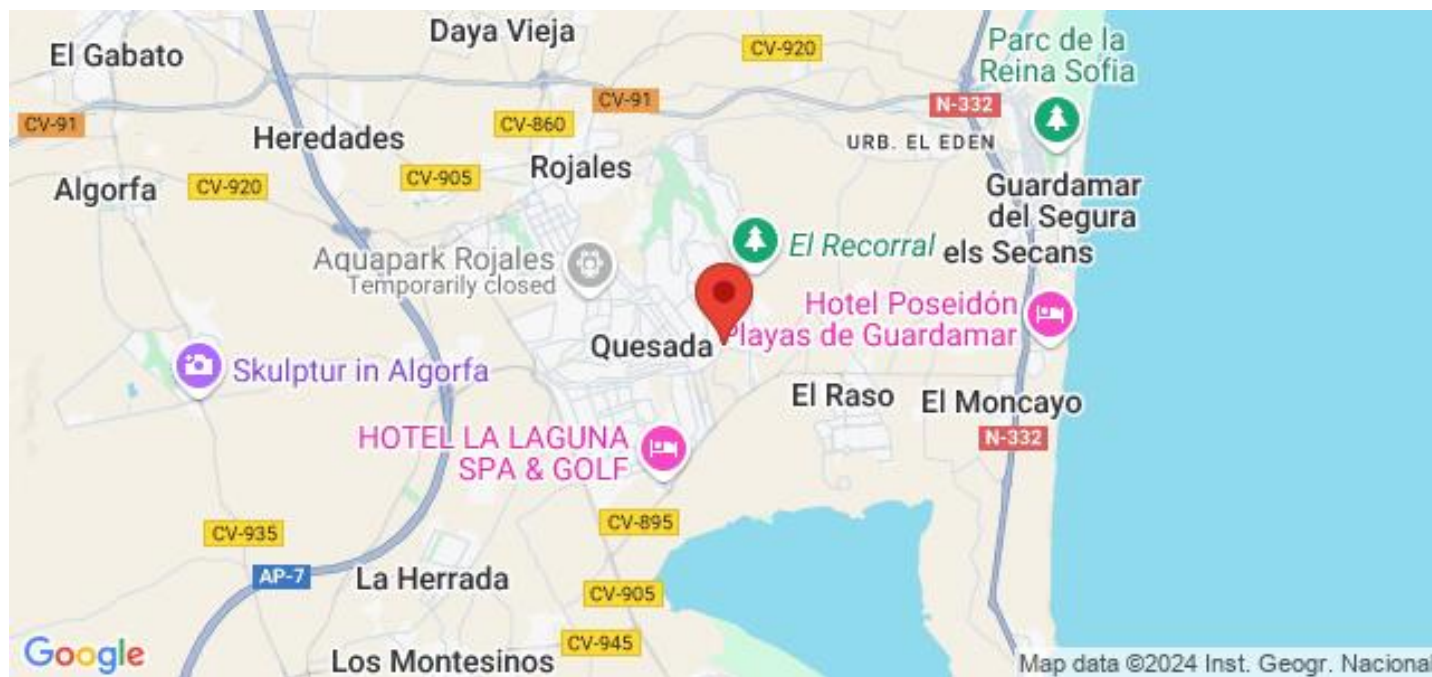 Daya Vieja
CV-920
Parc de la
Reina Sofia
El Gabato
CV-91
N-332
CV-91
CV-860
Heredades
URB. EL EDEN
Rojales
Algorfa
CV-920
CV-905
Guardamar
del Segura
El Recorral
els Secans
Aquapark Rojales
Temporarily closed
Hotel Poseidón
Playas de Guardamar
Quesada
Skulptur in Algorfa
El Raso
El Moncayo
HOTEL LA LAGUNA
SPA & GOLF
N-332
CV-895
CV-935
AP-7
La Herrada
CV-905
CV-945
Google
Los Montesinos
Map data ©2024 Inst. Geogr. Nacional